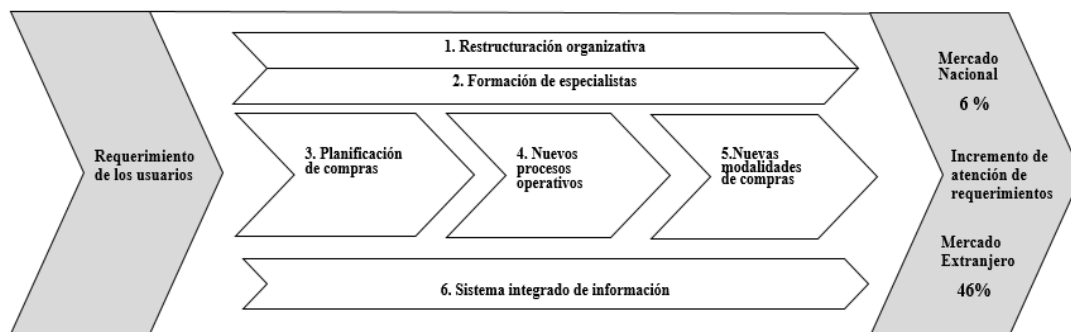 Requerimiento
de los usuarios
1. Restructuración organizativa
2. Formación de especialistas
3. Planificación
de compras
4. Nuevos
procesos
operativos
5.Nuevas
modalidades
de compras
6. Sistema integrado de información
Mercado
Nacional
6 %
Incremento de
atención de
requerimientos
Mercado
Extranjero
46%